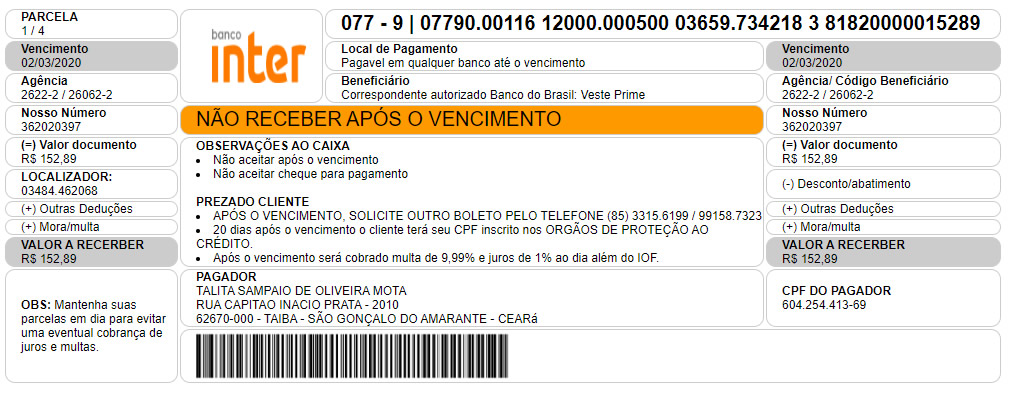 PARCELA
1 / 4
Vencimento
02/03/2020
Agência
2622-2 / 26062-2
Nosso Número
362020397
(=) Valor documento
R$ 152,89
LOCALIZADOR:
03484.462068
(+) Outras Deduções
(+) Mora/multa
VALOR A RECERBER
R$ 152,89
OBS: Mantenha suas
parcelas em dia para evitar
uma eventual cobrança de
juros e multas.
banco
inter
077 - 9 | 07790.00116 12000.000500 03659.734218 3 81820000015289
Local de Pagamento
Pagavel em qualquer banco até o vencimento
Beneficiário
Correspondente autorizado Banco do Brasil: Veste Prime
NÃO RECEBER APÓS O VENCIMENTO
OBSERVAÇÕES AO CAIXA
• Não aceitar após o vencimento
• Não aceitar cheque para pagamento
PREZADO CLIENTE
• APÓS O VENCIMENTO, SOLICITE OUTRO BOLETO PELO TELEFONE (85) 3315.6199 / 99158.7323
• 20 dias após o vencimento o cliente terá seu CPF inscrito nos ORGÃOS DE PROTEÇÃO AO
CRÉDITO.
• Após o vencimento será cobrado multa de 9,99% e juros de 1% ao dia além do IOF.
PAGADOR
TALITA SAMPAIO DE OLIVEIRA MOTA
RUA CAPITAO INACIO PRATA - 2010
62670-000 - TAIBA - SÃO GONÇALO DO AMARANTE - CEARá
Vencimento
02/03/2020
Agência/ Código Beneficiário
2622-2 / 26062-2
Nosso Número
362020397
(=) Valor documento
R$ 152,89
(-) Desconto/abatimento
(+) Outras Deduções
(+) Mora/multa
VALOR A RECERBER
R$ 152,89
CPF DO PAGADOR
604.254.413-69